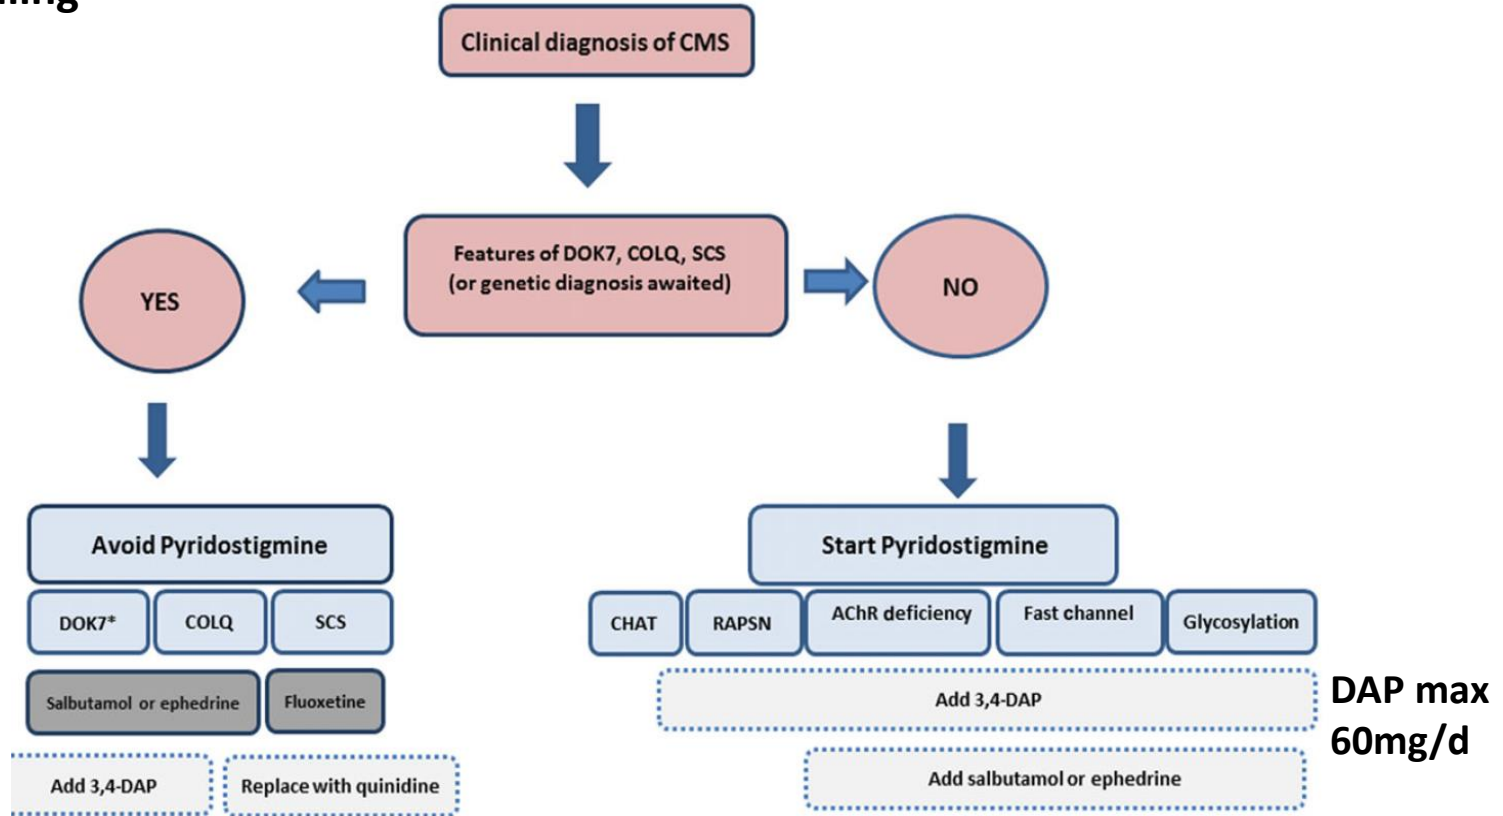 Clinical diagnosis of CMS
Features of DOK7, COLQ, SCS
(or genetic diagnosis awaited)
YES
NO
Avoid Pyridostigmine
Start Pyridostigmine
DOK7*
COLQ
SCS
CHAT
RAPSN
AChR deficiency
Fast channel
Glycosylation
Salbutamol or ephedrine
Fluoxetine
Add 3,4-DAP
DAP max
60mg/d
Add 3,4-DAP
Replace with quinidine
Add salbutamol or ephedrine